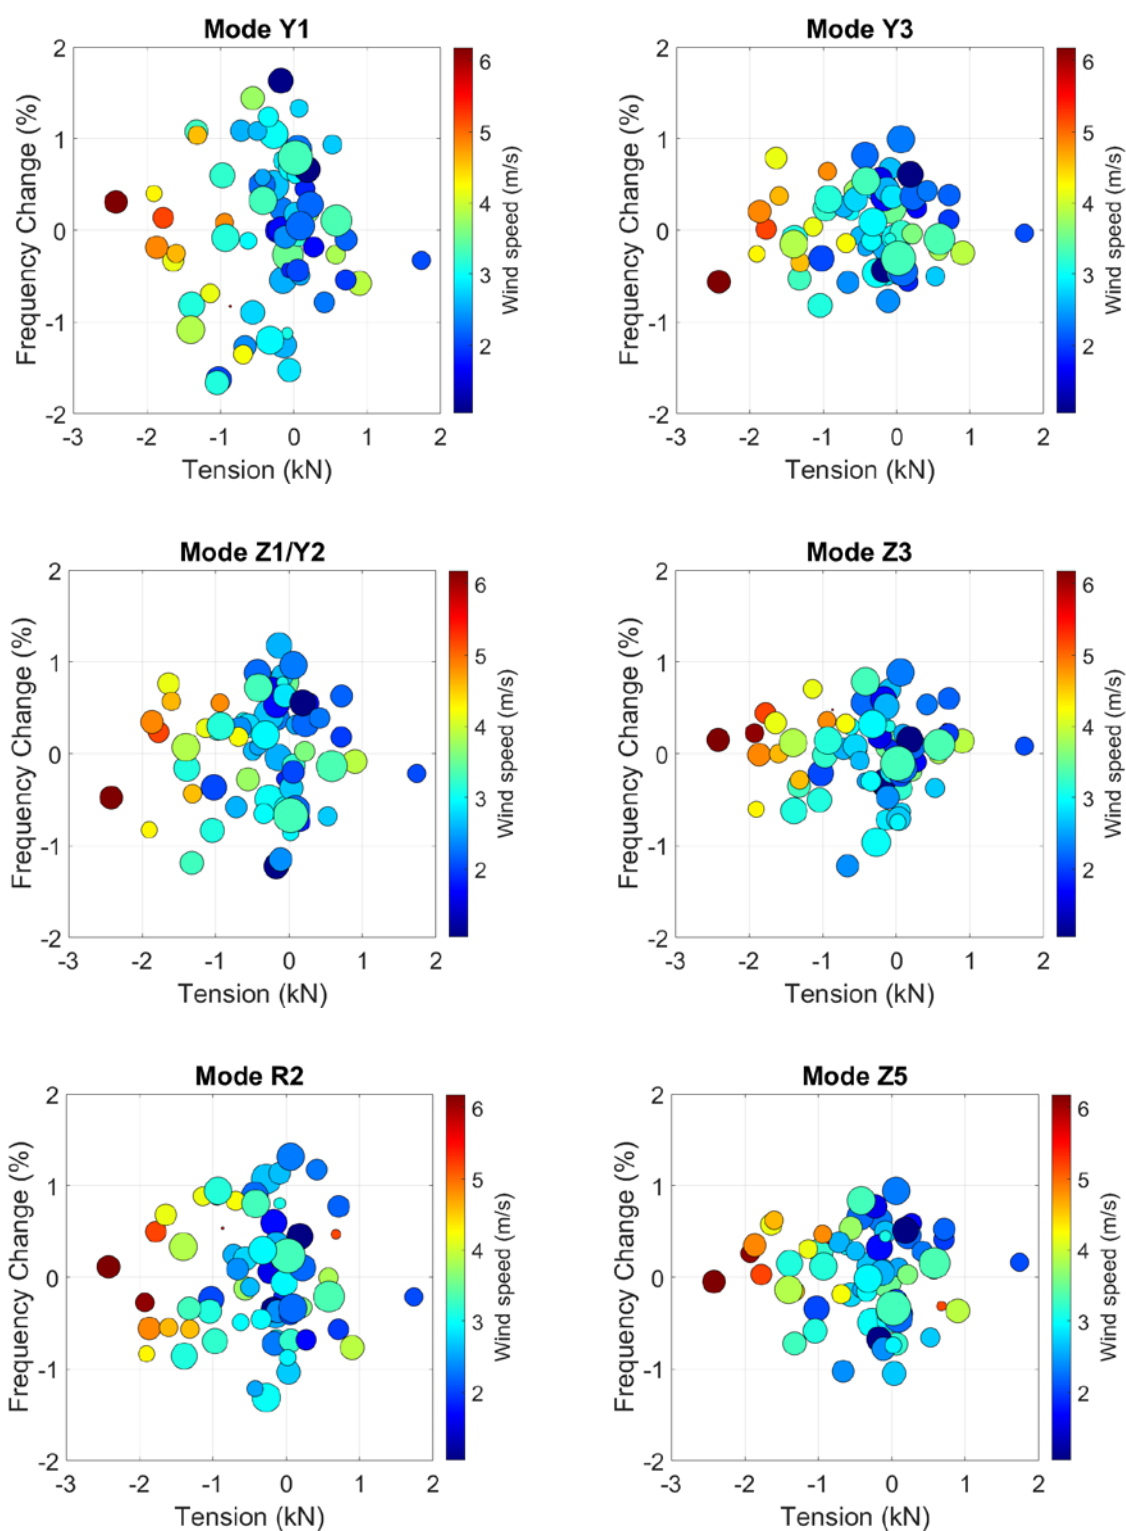 Mode Y1
Frequency Change (%)
2
1
0
-1
-2
-3 -2 -1 0 1 2
Tension (kN)
6
5
4
3
2
Wind speed (m/s)
Mode Y3
Frequency Change (%)
2
1
0
-1
-2
-3 -2 -1 0 1 2
Tension (kN)
6
5
4
3
2
Wind speed (m/s)
Mode Z1/Y2
Frequency Change (%)
2
1
0
-1
-2
-3 -2 -1 0 1 2
Tension (kN)
6
5
4
3
2
Wind speed (m/s)
Mode Z3
Frequency Change (%)
2
1
0
-1
-2
-3 -2 -1 0 1 2
Tension (kN)
6
5
4
3
2
Wind speed (m/s)
Mode R2
Frequency Change (%)
2
1
0
-1
-2
-3 -2 -1 0 1 2
Tension (kN)
6
5
4
3
2
Wind speed (m/s)
Mode Z5
Frequency Change (%)
2
1
0
-1
-2
-3 -2 -1 0 1 2
Tension (kN)
6
5
4
3
2
Wind speed (m/s)